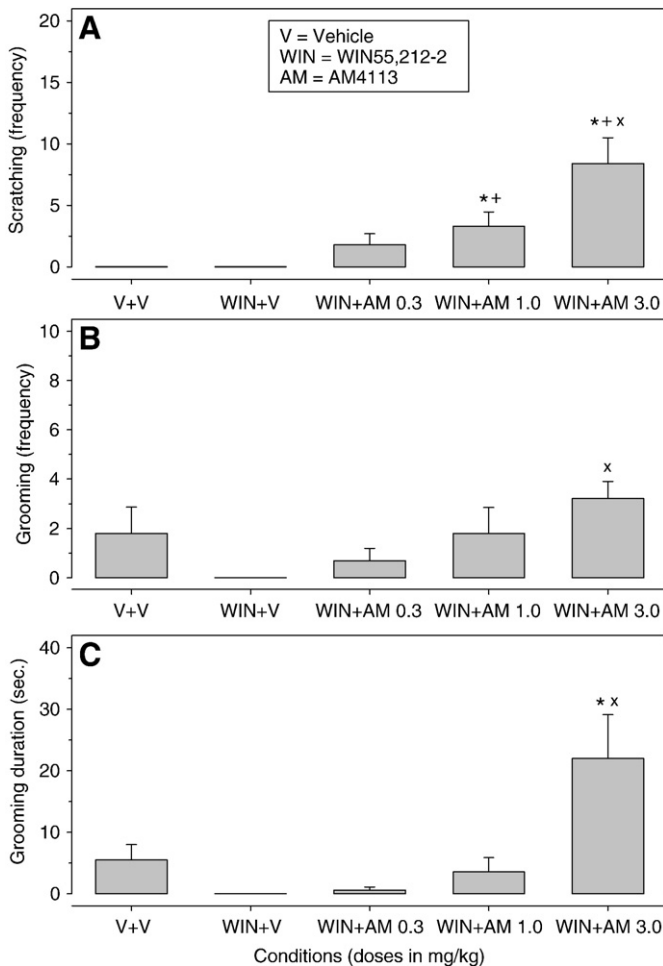 A
V = Vehicle
WIN = WIN55,212-2
AM = AM4113
Scratching (frequency)
20
15
10
5
0
*+
*+x
V+V WIN+V WIN+AM 0.3 WIN+AM 1.0 WIN+AM 3.0
B
Grooming (frequency)
10
8
6
4
2
0
x
V+V WIN+V WIN+AM 0.3 WIN+AM 1.0 WIN+AM 3.0
C
Grooming duration (sec.)
40
30
20
10
0
* x
V+V WIN+V WIN+AM 0.3 WIN+AM 1.0 WIN+AM 3.0
Conditions (doses in mg/kg)